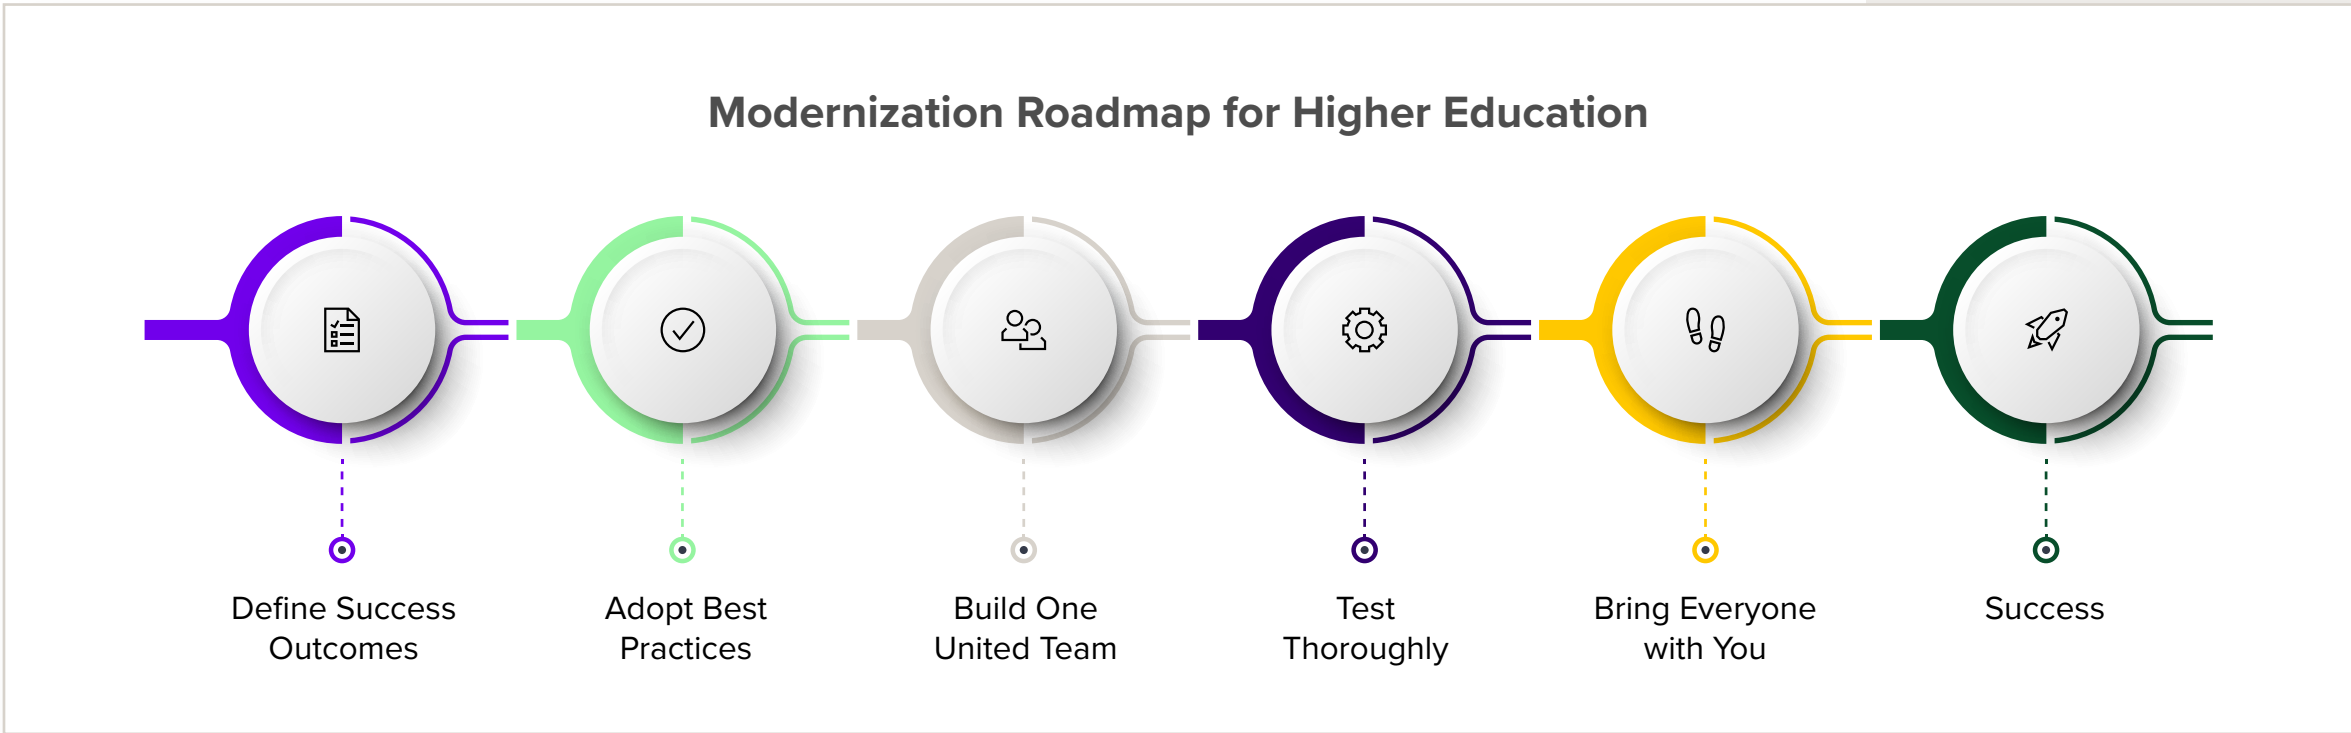 Modernization Roadmap for Higher Education
Define Success
Outcomes
Adopt Best
Practices
Build One
United Team
Test
Thoroughly
Bring Everyone
with You
Success